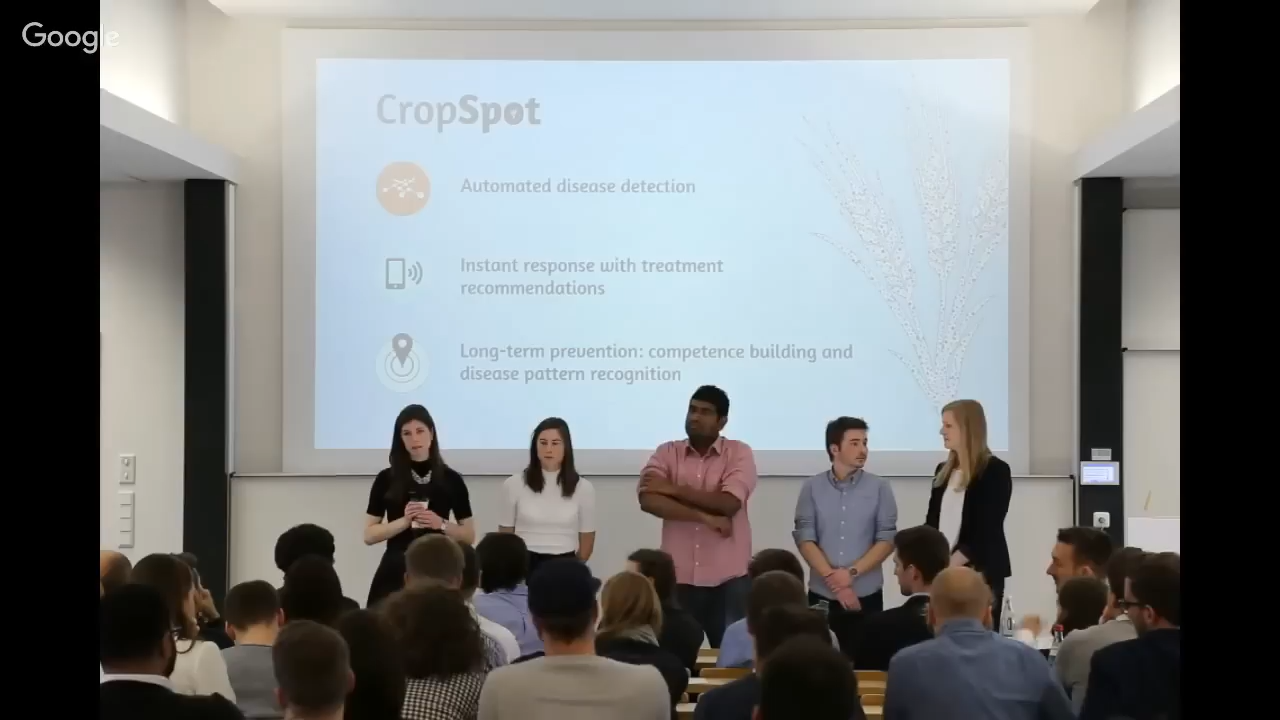 Google
CropSpot
Automated disease detection
Instant response with treatment
recommendations
Long-term prevention: competence building and
disease pattern recognition